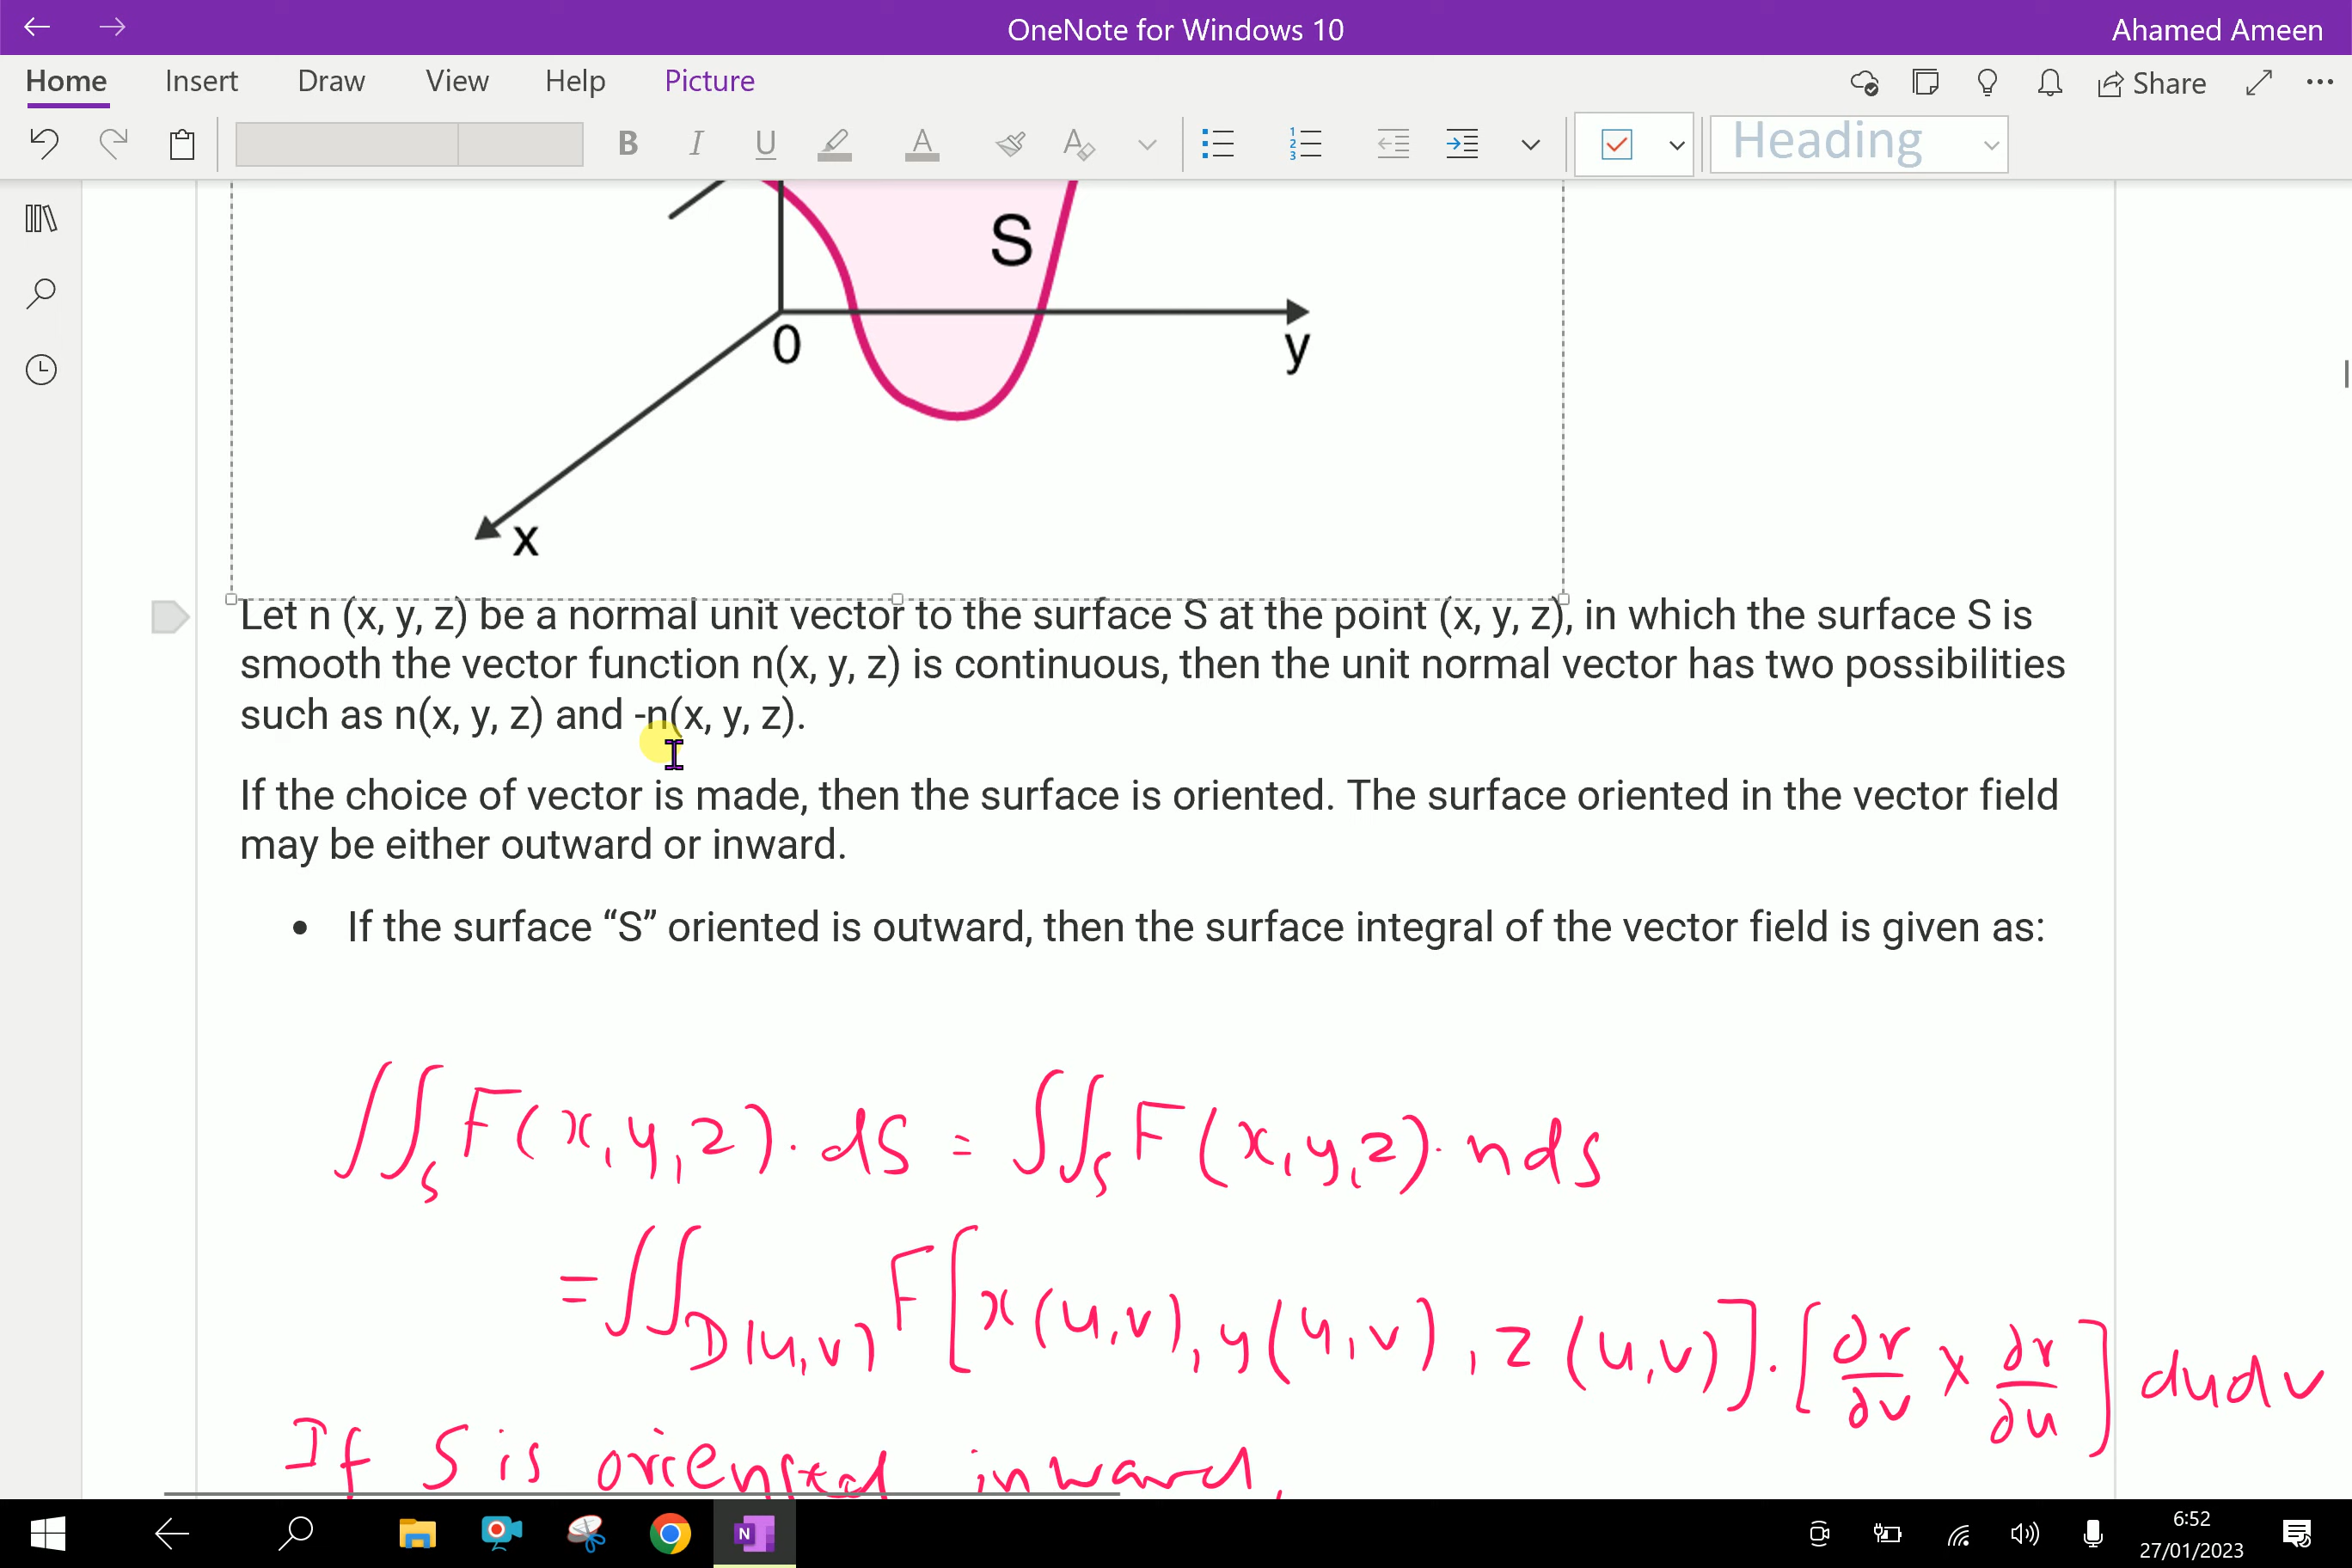 OneNote for Windows 10
Ahamed Ameen
Home Insert Draw View Help Picture
Share
B I U A A
Heading
S
0
y
x
Let n (x, y, z) be a normal unit vector to the surface S at the point (x, y, z), in which the surface S is
smooth the vector function n(x, y, z) is continuous, then the unit normal vector has two possibilities
such as n(x, y, z) and -n(x, y, z).
If the choice of vector is made, then the surface is oriented. The surface oriented in the vector field
may be either outward or inward.
• If the surface “S” oriented is outward, then the surface integral of the vector field is given as:
∬_S F(x,y,z)·dS = ∬_S F(x,y,z)·nds
= ∬_D(u,v) F[x(u,v), y(u,v), z(u,v)]·[∂r/∂v × ∂r/∂u] dudv
If S is oriented inward,
N
6:52
27/01/2023